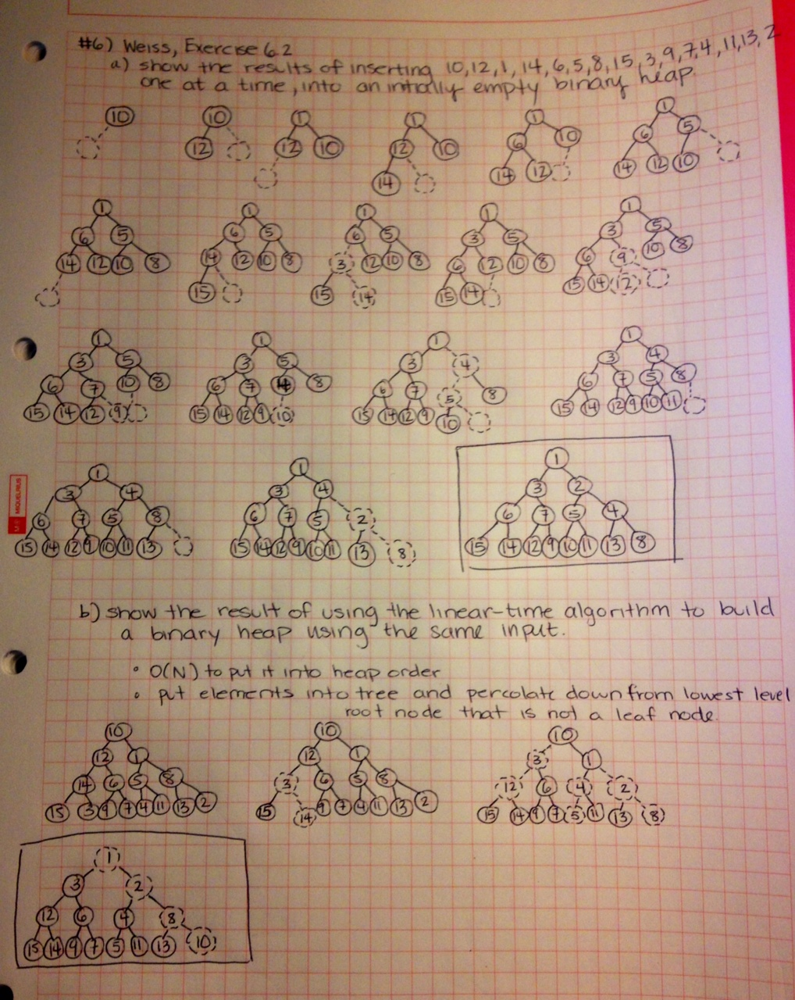 #6) Weiss, Exercise 6.2
a) show the results of inserting 10,12,1,14,6,5,8,15,3,9,7,4,11,13,2
one at a time, into an initially empty binary heap.
10 10 1 1 1 1
12 12 10 12 10 6 10 6 5
14 14 12 14 12 10
1 1 1 1 1
6 5 6 5 6 5 3 5 3 5
14 12 10 8 14 12 10 8 3 12 10 8 6 12 10 8 6 9 10 8
15 15 14 15 14 15 14 12
1 1 1 1
3 5 3 5 3 4 3 4
6 7 10 8 6 7 4 8 6 7 5 8 6 7 5 8
15 14 12 9 15 14 12 9 10 15 14 12 9 10 15 14 12 9 10 11
MIQUELRIUS
1 1 1
3 4 3 4 3 2
6 7 5 8 6 7 5 2 6 7 5 4
15 14 12 9 10 11 13 15 14 12 9 10 11 13 8 15 14 12 9 10 11 13 8
b) show the result of using the linear-time algorithm to build
a binary heap using the same input.
• O(N) to put it into heap order
• put elements into tree and percolate down from lowest level
root node that is not a leaf node.
10 10 10
12 1 12 1 3 1
14 6 5 8 3 6 5 8 12 6 4 2
15 3 9 7 4 11 13 2 15 14 9 7 4 11 13 2 15 14 9 7 5 11 13 8
1
3 2
12 6 4 8
15 14 9 7 5 11 13 10